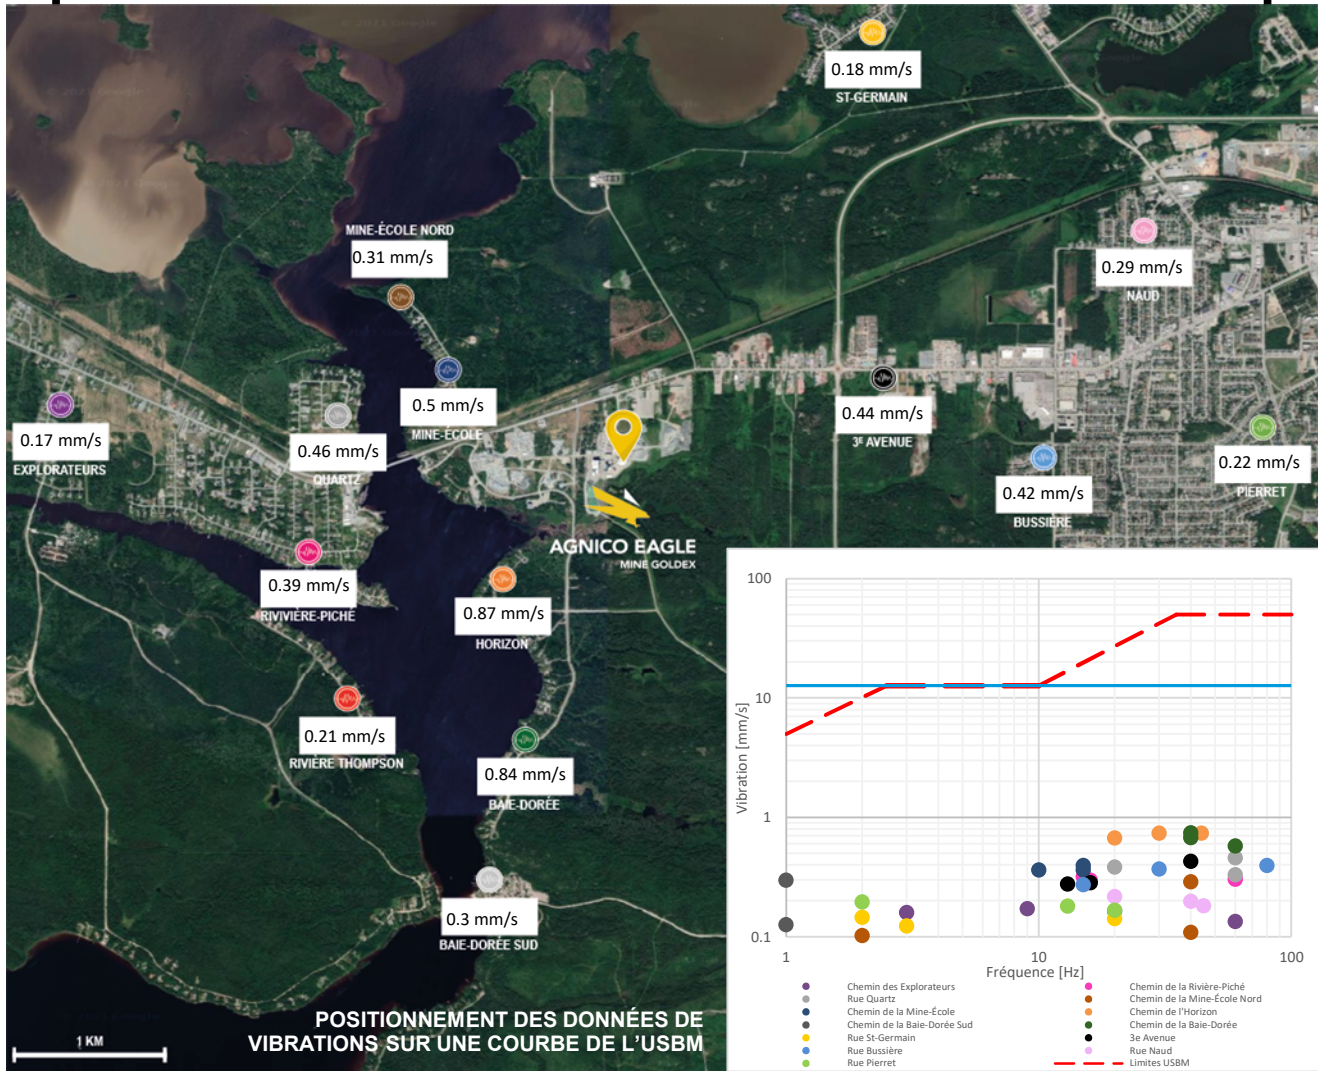 0.18 mm/s
ST-GERMAIN
MINE-ÉCOLE NORD
0.31 mm/s
0.29 mm/s
NAUD
0.5 mm/s
MINE-ÉCOLE
0.17 mm/s
EXPLORATEURS
0.46 mm/s
QUARTZ
0.44 mm/s
3E AVENUE
0.42 mm/s
BUSSIÈRE
0.22 mm/s
PIERRET
AGNICO EAGLE
MINE GOLDEX
0.39 mm/s
RIVIVIÈRE-PICHÉ
0.87 mm/s
HORIZON
0.21 mm/s
RIVIÈRE THOMPSON
0.84 mm/s
BAIE-DORÉE
0.3 mm/s
BAIE-DORÉE SUD
POSITIONNEMENT DES DONNÉES DE
VIBRATIONS SUR UNE COURBE DE L'USBM
1 KM
100
10
1
0.1
Vibration [mm/s]
1
10
100
Fréquence [Hz]
Chemin des Explorateurs
Chemin de la Rivière-Piché
Rue Quartz
Chemin de la Mine-École Nord
Chemin de la Mine-École
Chemin de l'Horizon
Chemin de la Baie-Dorée Sud
Chemin de la Baie-Dorée
Rue St-Germain
3e Avenue
Rue Bussière
Rue Naud
Rue Pierret
Limites USBM